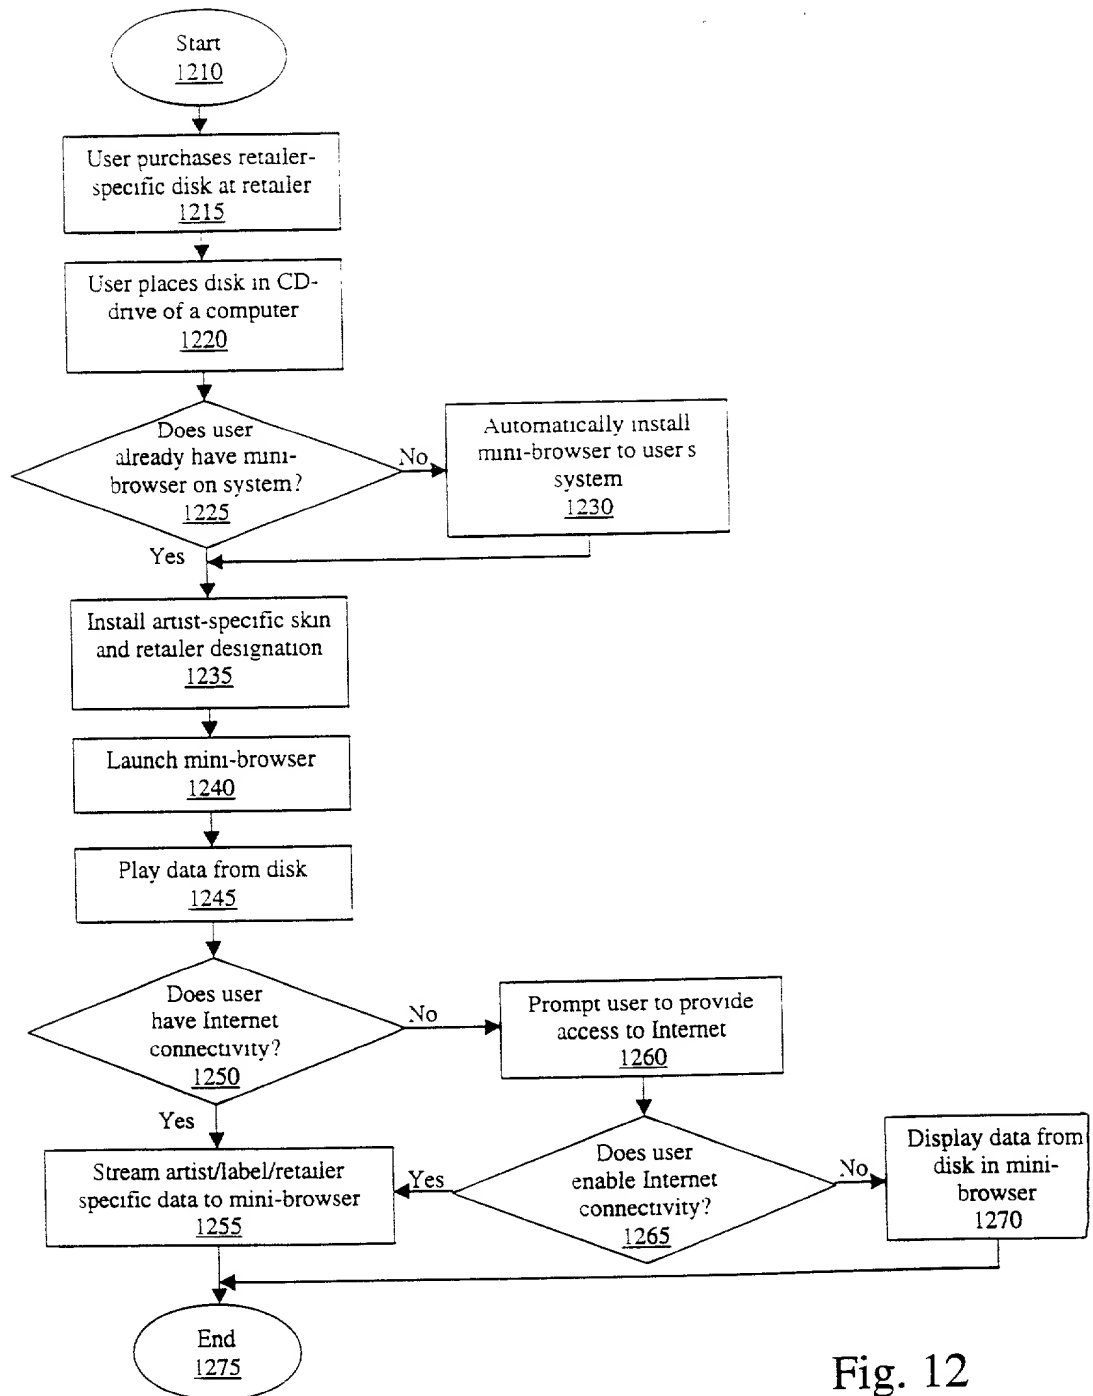 Start
1210
User purchases retailer-
specific disk at retailer
1215
User places disk in CD-
drive of a computer
1220
Does user
already have mini-
browser on system?
1225
No
Automatically install
mini-browser to user's
system
1230
Yes
Install artist-specific skin
and retailer designation
1235
Launch mini-browser
1240
Play data from disk
1245
Does user
have Internet
connectivity?
1250
No
Prompt user to provide
access to Internet
1260
Yes
Stream artist/label/retailer
specific data to mini-browser
1255
Yes
Does user
enable Internet
connectivity?
1265
No
Display data from
disk in mini-
browser
1270
End
1275
Fig. 12